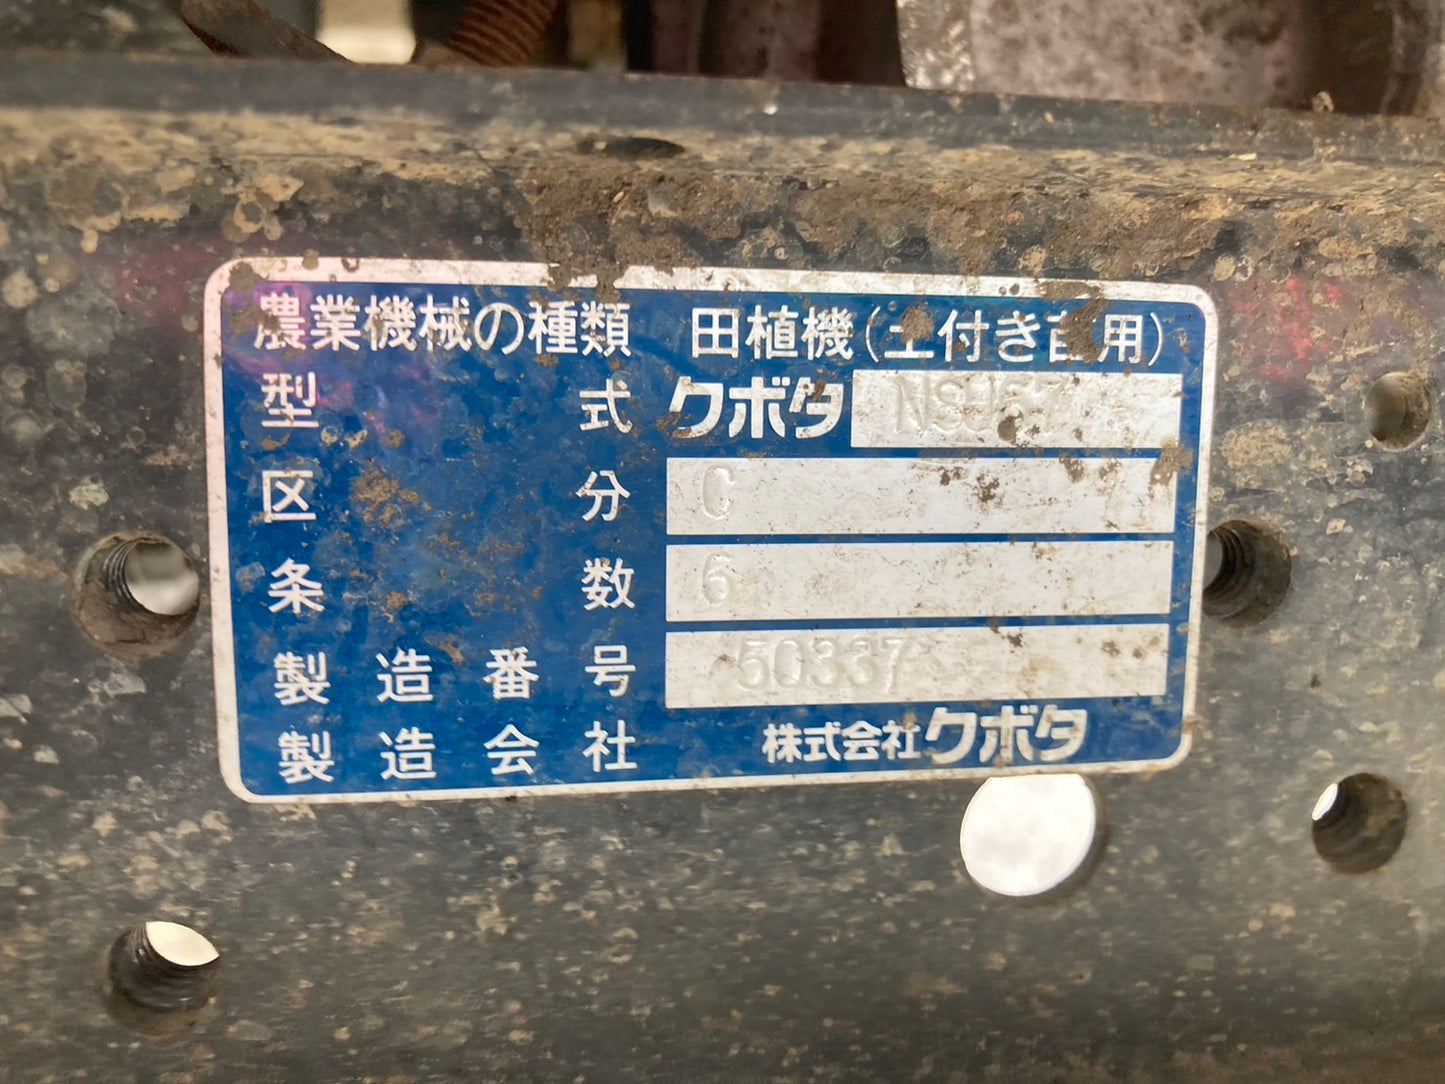 農業機械の種類 田植機(土付き苗用)
型式 クボタ NSU67
区分 C
条数 6
製造番号 50337
製造会社 株式会社クボタ